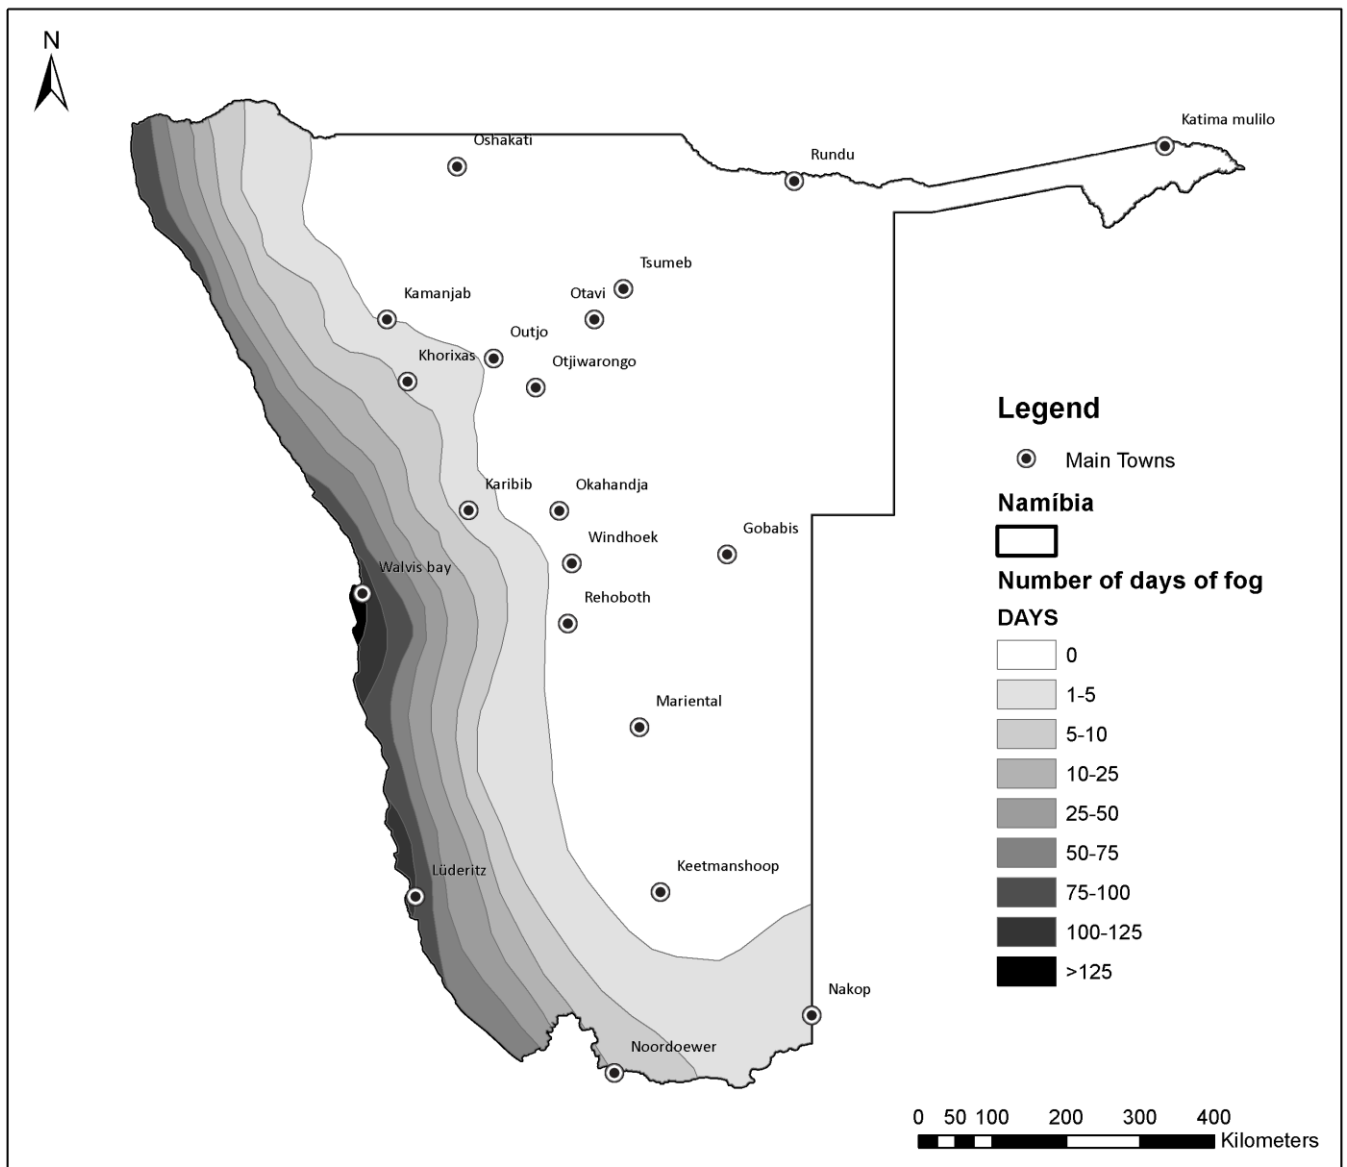 N
Katima mulilo
Oshakati
Rundu
Tsumeb
Kamanjab
Otavi
Outjo
Khorixas
Otjiwarongo
Legend
Main Towns
Karibib
Okahandja
Namíbia
Windhoek
Gobabis
Walvis bay
Number of days of fog
Rehoboth
DAYS
0
1-5
Mariental
5-10
10-25
25-50
50-75
Lüderitz
Keetmanshoop
75-100
100-125
>125
Nakop
Noordoewer
0 50 100 200 300 400
Kilometers